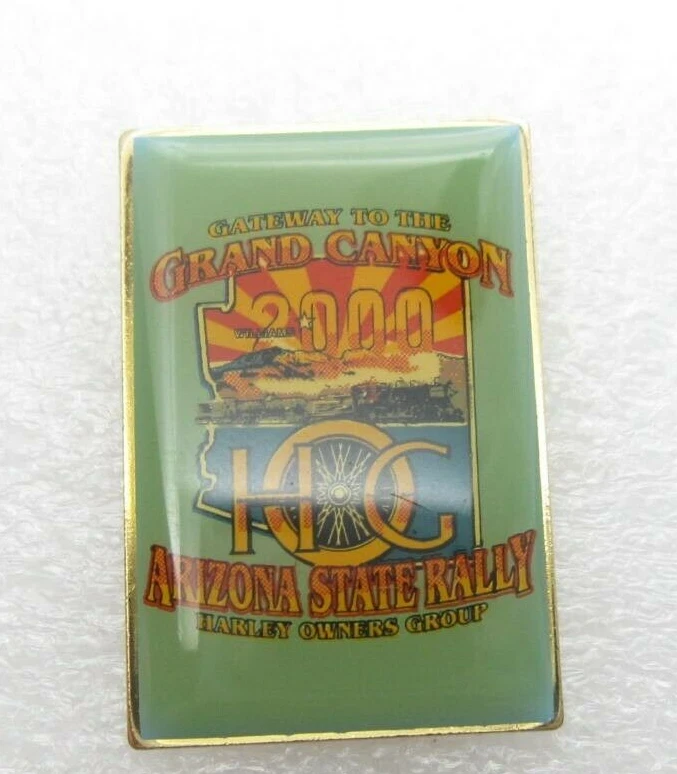 GATEWAY TO THE
GRAND CANYON
2000
WILLIAMS
HOG
ARIZONA STATE RALLY
HARLEY OWNERS GROUP